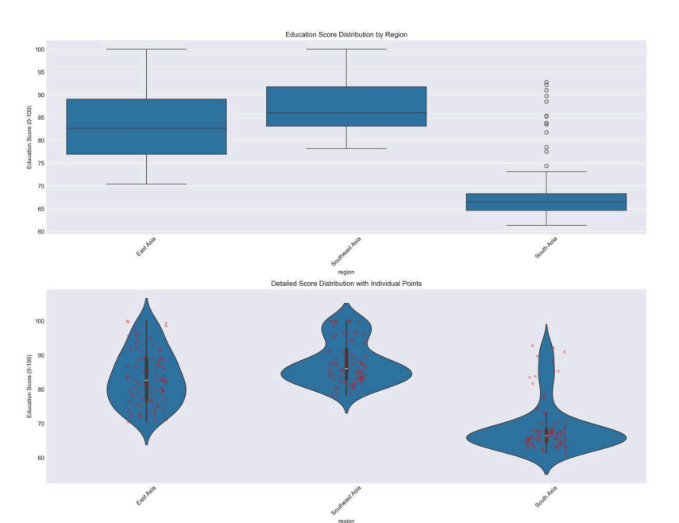 Education Score Distribution by Region
100
95
90
85
80
75
70
65
60
Education Score (0-100)
East Asia
Southeast Asia
South Asia
region
Detailed Score Distribution with Individual Points
100
90
80
70
60
Education Score (0-100)
East Asia
Southeast Asia
South Asia
region